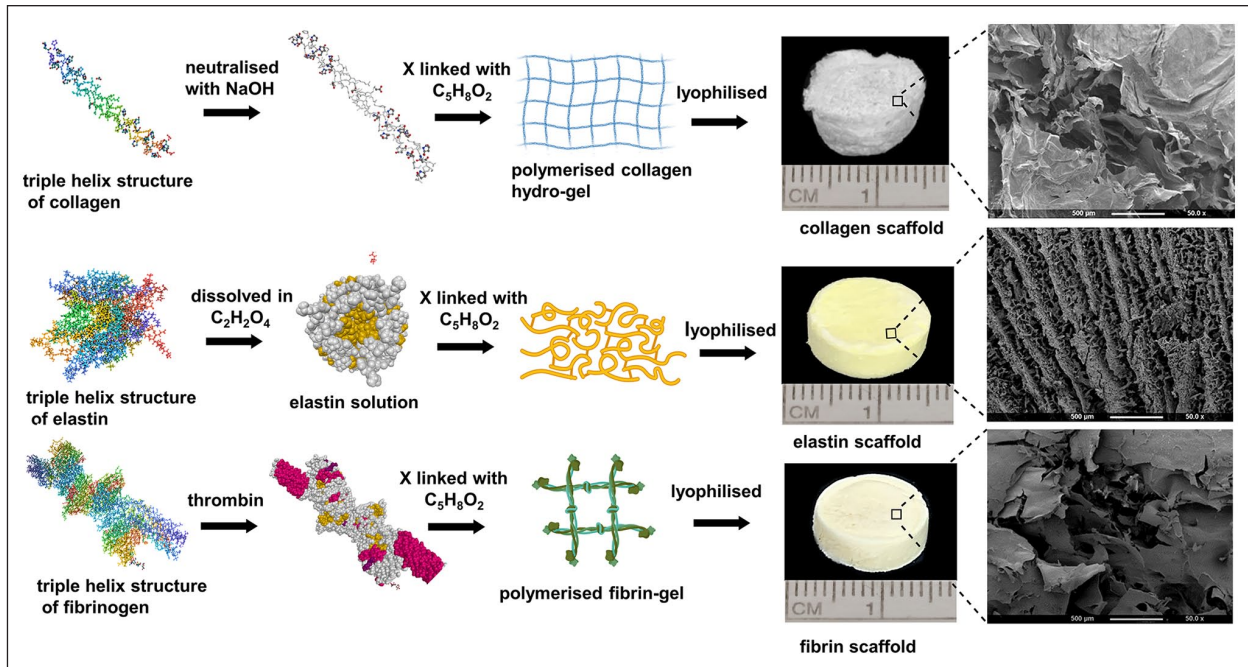 neutralised
with NaOH
X linked with
C₅H₈O₂
lyophilised
triple helix structure
of collagen
polymerised collagen
hydro-gel
CM 1
collagen scaffold
500 µm 50.0 x
dissolved in
C₂H₂O₄
X linked with
C₅H₈O₂
lyophilised
triple helix structure
of elastin
elastin solution
CM 1
elastin scaffold
500 µm 50.0 x
thrombin
X linked with
C₅H₈O₂
lyophilised
triple helix structure
of fibrinogen
polymerised fibrin-gel
CM 1
fibrin scaffold
500 µm 50.0 x